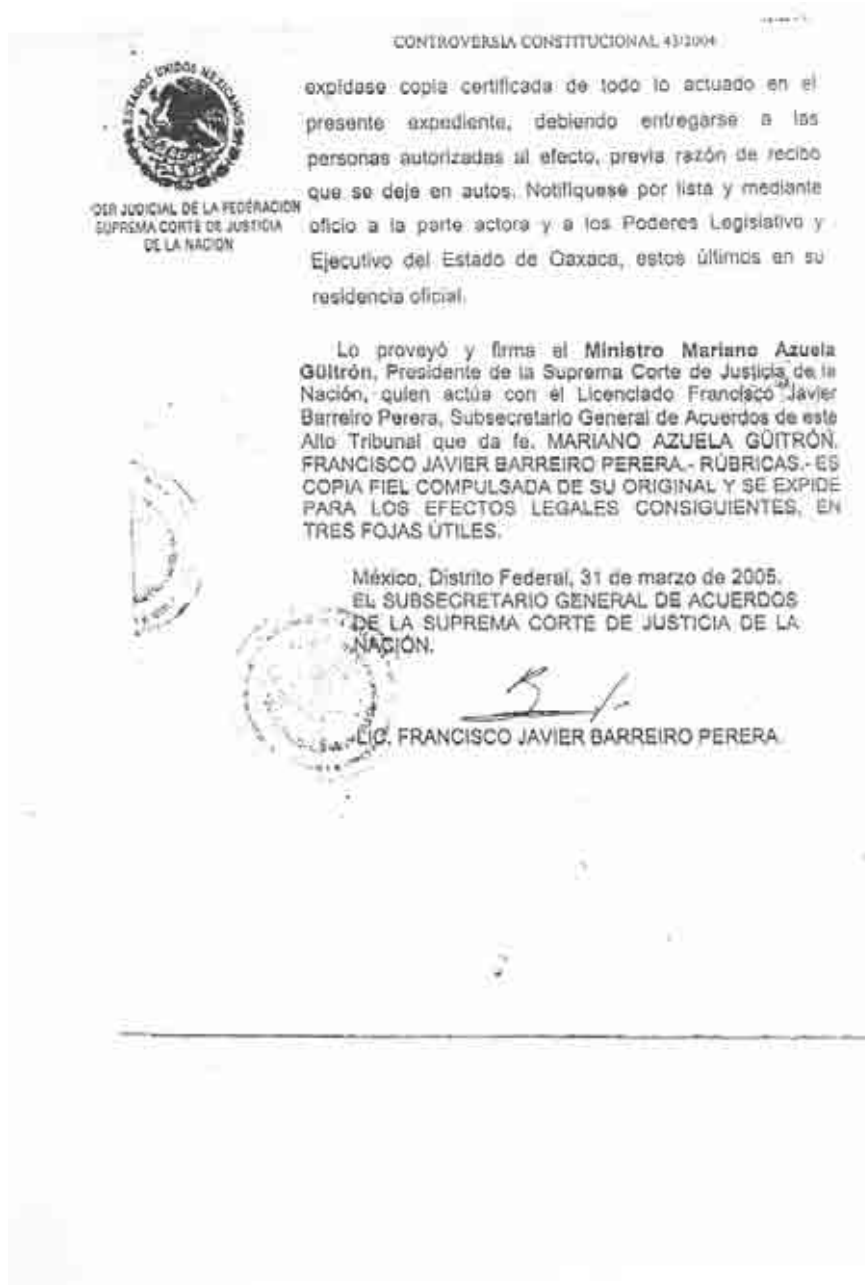 CONTROVERSIA CONSTITUCIONAL 43/2004
ESTADOS UNIDOS MEXICANOS
DER JUDICIAL DE LA FEDERACION
SUPREMA CORTE DE JUSTICIA
DE LA NACION
expídase copia certificada de todo lo actuado en el
presente expediente, debiendo entregarse a las
personas autorizadas al efecto, previa razón de recibo
que se deje en autos. Notifíquese por lista y mediante
oficio a la parte actora y a los Poderes Legislativo y
Ejecutivo del Estado de Oaxaca, estos últimos en su
residencia oficial.
Lo proveyó y firma el Ministro Mariano Azuela
Güitrón, Presidente de la Suprema Corte de Justicia de la
Nación, quien actúa con el Licenciado Francisco Javier
Barreiro Perera, Subsecretario General de Acuerdos de este
Alto Tribunal que da fe. MARIANO AZUELA GÜITRÓN.
FRANCISCO JAVIER BARREIRO PERERA.- RÚBRICAS.- ES
COPIA FIEL COMPULSADA DE SU ORIGINAL Y SE EXPIDE
PARA LOS EFECTOS LEGALES CONSIGUIENTES, EN
TRES FOJAS ÚTILES.
México, Distrito Federal, 31 de marzo de 2005.
EL SUBSECRETARIO GENERAL DE ACUERDOS
DE LA SUPREMA CORTE DE JUSTICIA DE LA
NACIÓN.
LIC. FRANCISCO JAVIER BARREIRO PERERA.